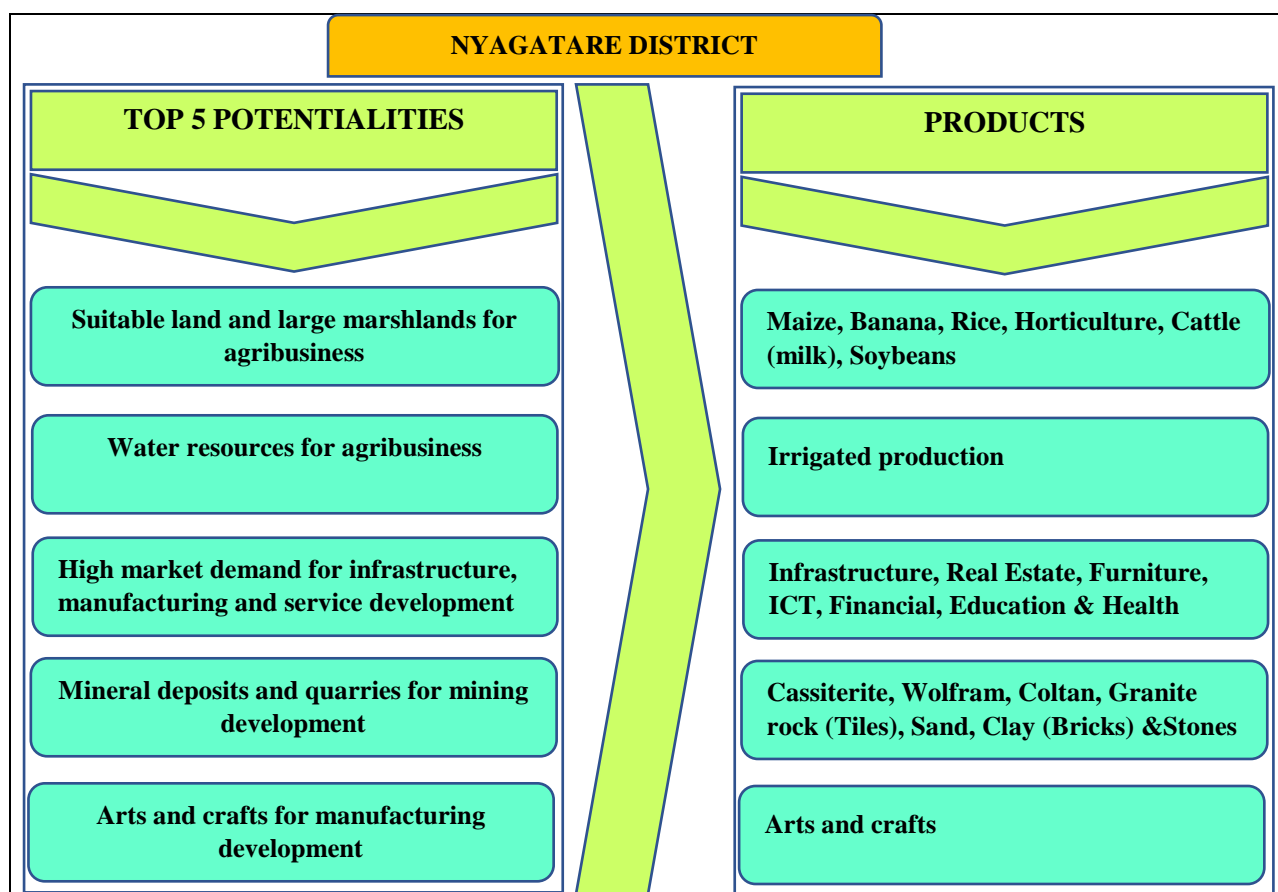 NYAGATARE DISTRICT
TOP 5 POTENTIALITIES
Suitable land and large marshlands for
agribusiness
Water resources for agribusiness
High market demand for infrastructure,
manufacturing and service development
Mineral deposits and quarries for mining
development
Arts and crafts for manufacturing
development
PRODUCTS
Maize, Banana, Rice, Horticulture, Cattle
(milk), Soybeans
Irrigated production
Infrastructure, Real Estate, Furniture,
ICT, Financial, Education & Health
Cassiterite, Wolfram, Coltan, Granite
rock (Tiles), Sand, Clay (Bricks) &Stones
Arts and crafts